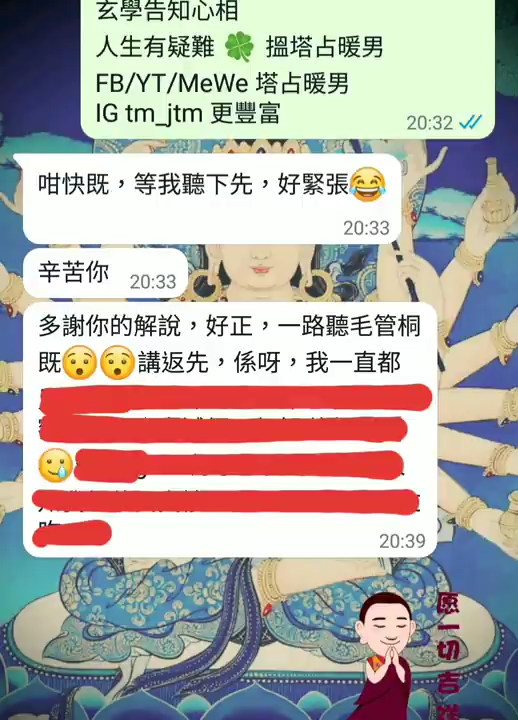 玄學告知心相
人生有疑難 🍀 搵塔占暖男
FB/YT/MeWe 塔占暖男
IG tm_jtm 更豐富
20:32
咁快既，等我聽下先，好緊張😂
20:33
辛苦你
20:33
多謝你的解說，好正，一路聽毛管桐
既😯😯講返先，係呀，我一直都
🥲
20:39
愿一切吉祥